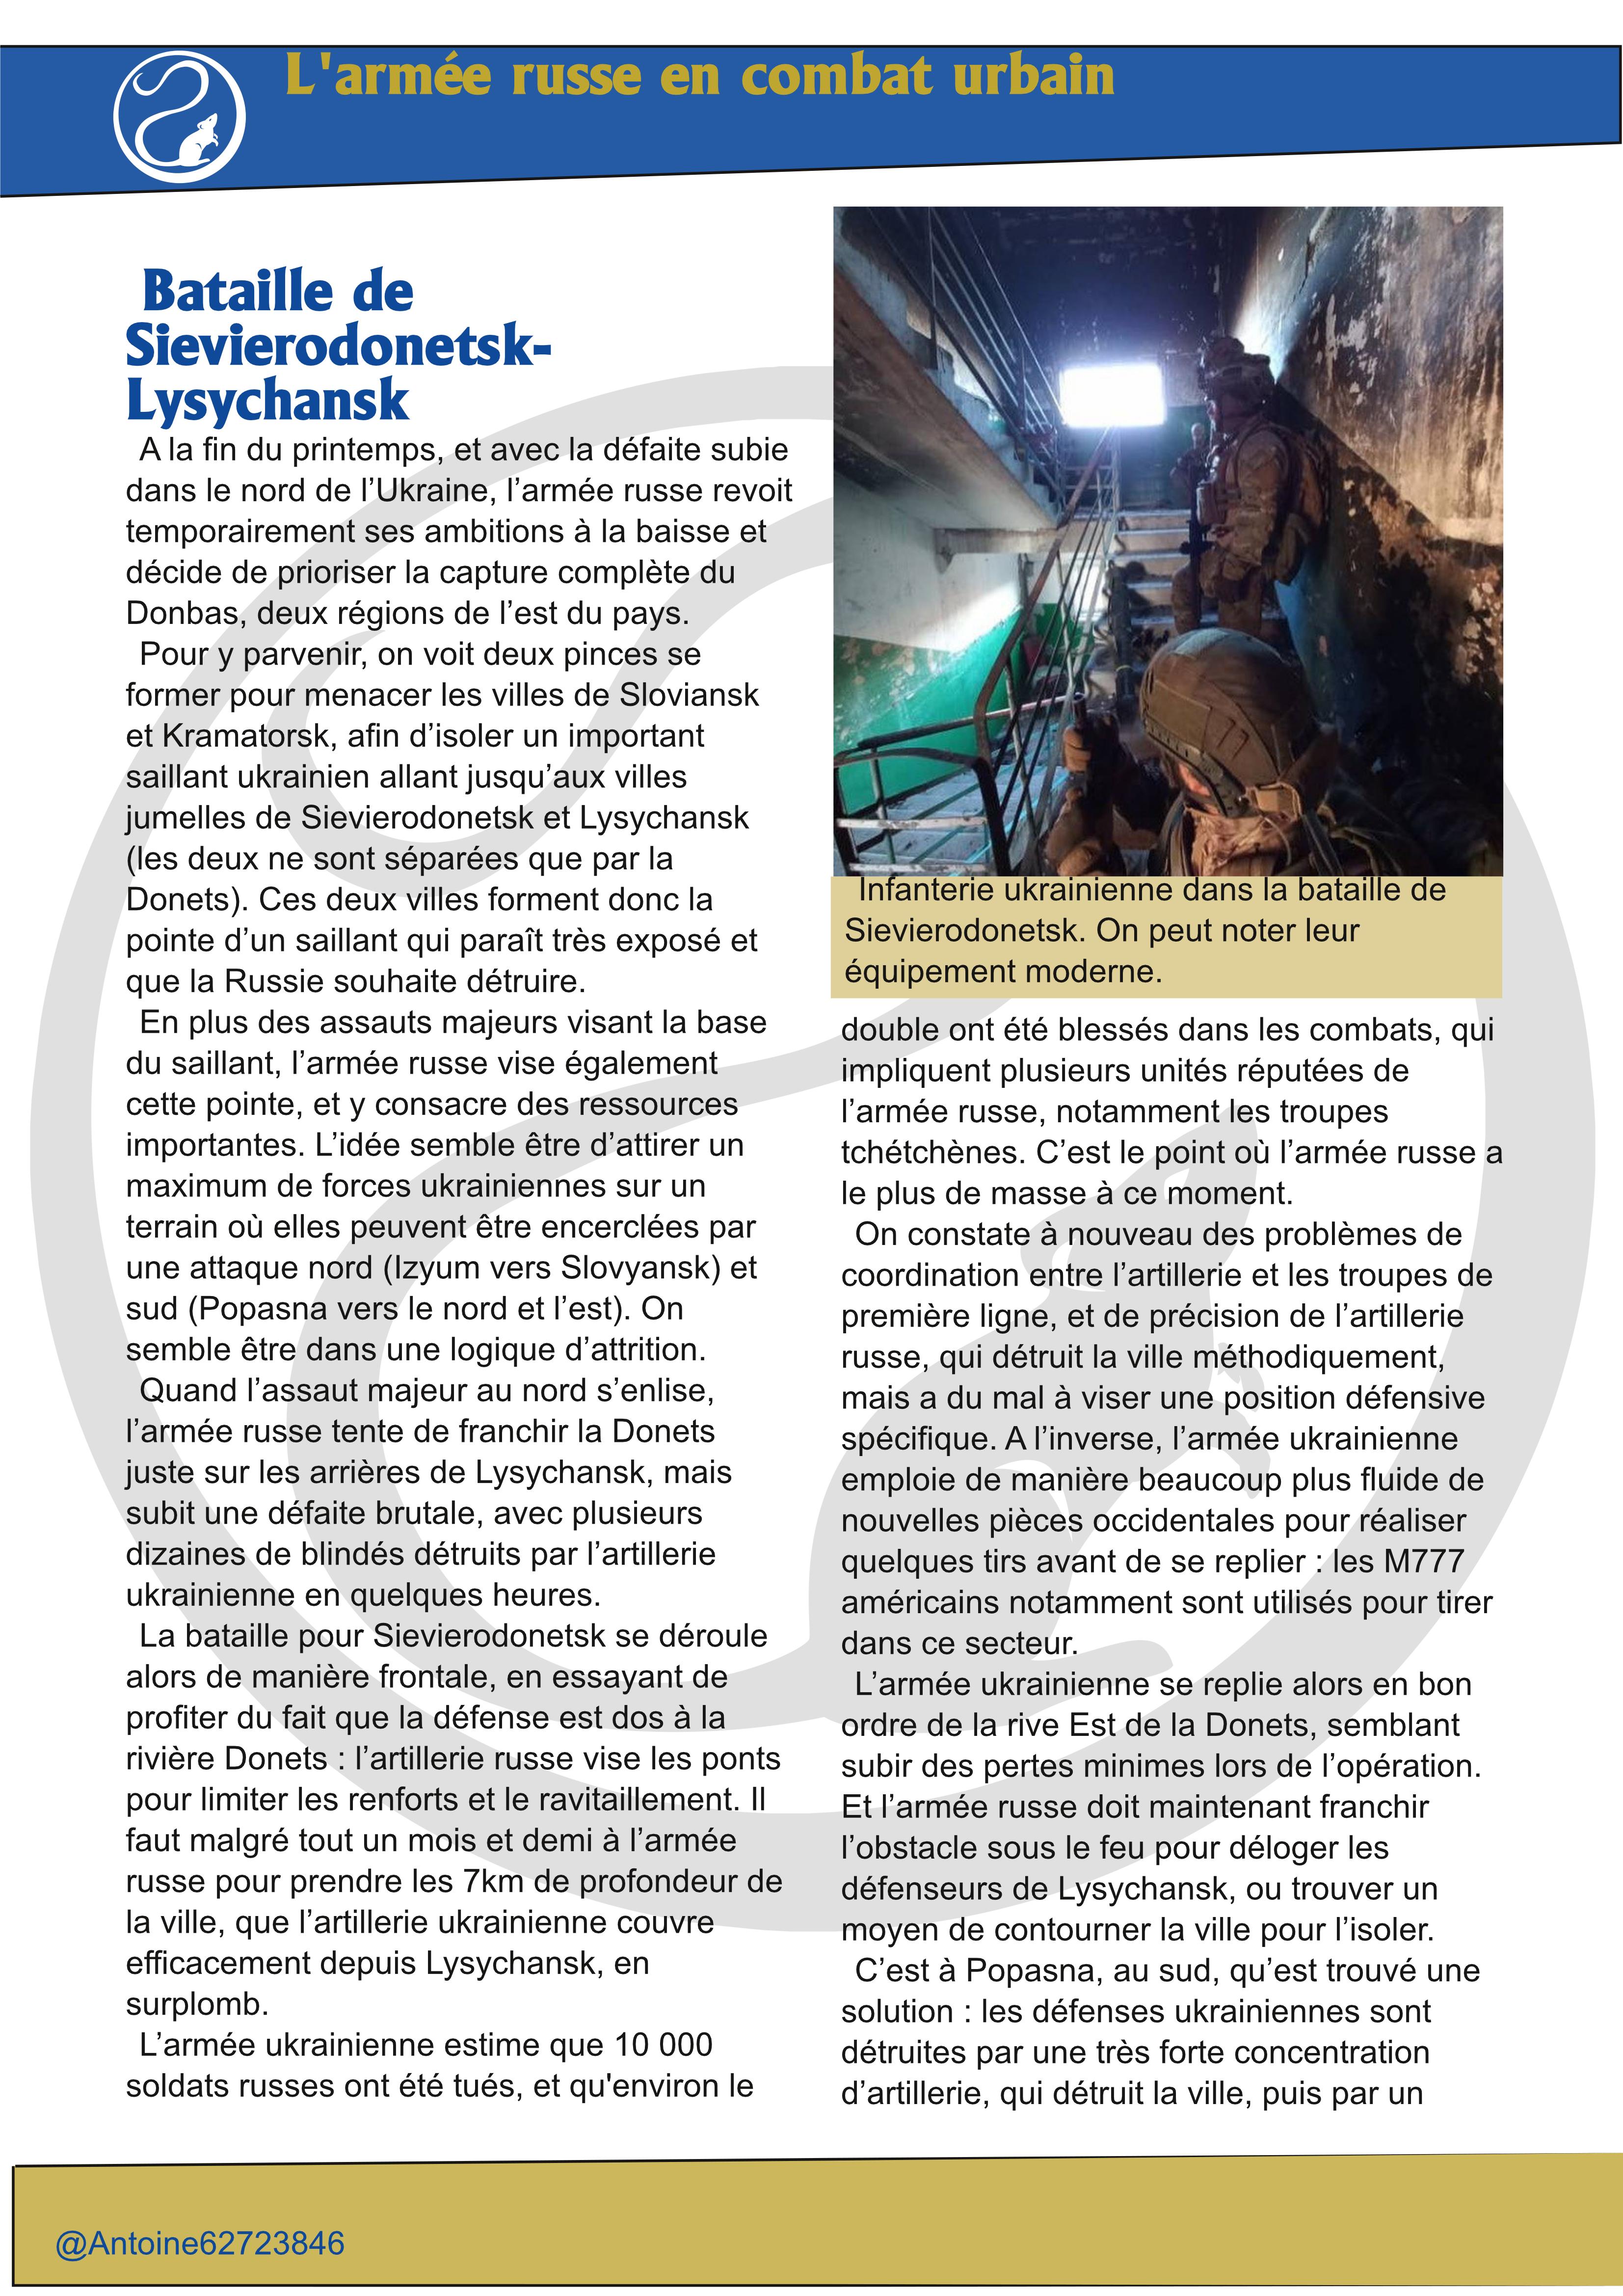 L'armée russe en combat urbain
Bataille de
Sievierodonetsk-
Lysychansk
A la fin du printemps, et avec la défaite subie
dans le nord de l’Ukraine, l’armée russe revoit
temporairement ses ambitions à la baisse et
décide de prioriser la capture complète du
Donbas, deux régions de l’est du pays.
Pour y parvenir, on voit deux pinces se
former pour menacer les villes de Sloviansk
et Kramatorsk, afin d’isoler un important
saillant ukrainien allant jusqu’aux villes
jumelles de Sievierodonetsk et Lysychansk
(les deux ne sont séparées que par la
Donets). Ces deux villes forment donc la
pointe d’un saillant qui paraît très exposé et
que la Russie souhaite détruire.
En plus des assauts majeurs visant la base
du saillant, l’armée russe vise également
cette pointe, et y consacre des ressources
importantes. L’idée semble être d’attirer un
maximum de forces ukrainiennes sur un
terrain où elles peuvent être encerclées par
une attaque nord (Izyum vers Slovyansk) et
sud (Popasna vers le nord et l’est). On
semble être dans une logique d’attrition.
Quand l’assaut majeur au nord s’enlise,
l’armée russe tente de franchir la Donets
juste sur les arrières de Lysychansk, mais
subit une défaite brutale, avec plusieurs
dizaines de blindés détruits par l’artillerie
ukrainienne en quelques heures.
La bataille pour Sievierodonetsk se déroule
alors de manière frontale, en essayant de
profiter du fait que la défense est dos à la
rivière Donets : l’artillerie russe vise les ponts
pour limiter les renforts et le ravitaillement. Il
faut malgré tout un mois et demi à l’armée
russe pour prendre les 7km de profondeur de
la ville, que l’artillerie ukrainienne couvre
efficacement depuis Lysychansk, en
surplomb.
L’armée ukrainienne estime que 10 000
soldats russes ont été tués, et qu'environ le
Infanterie ukrainienne dans la bataille de
Sievierodonetsk. On peut noter leur
équipement moderne.
double ont été blessés dans les combats, qui
impliquent plusieurs unités réputées de
l’armée russe, notamment les troupes
tchétchènes. C’est le point où l’armée russe a
le plus de masse à ce moment.
On constate à nouveau des problèmes de
coordination entre l’artillerie et les troupes de
première ligne, et de précision de l’artillerie
russe, qui détruit la ville méthodiquement,
mais a du mal à viser une position défensive
spécifique. A l’inverse, l’armée ukrainienne
emploie de manière beaucoup plus fluide de
nouvelles pièces occidentales pour réaliser
quelques tirs avant de se replier : les M777
américains notamment sont utilisés pour tirer
dans ce secteur.
L’armée ukrainienne se replie alors en bon
ordre de la rive Est de la Donets, semblant
subir des pertes minimes lors de l’opération.
Et l’armée russe doit maintenant franchir
l’obstacle sous le feu pour déloger les
défenseurs de Lysychansk, ou trouver un
moyen de contourner la ville pour l’isoler.
C’est à Popasna, au sud, qu’est trouvé une
solution : les défenses ukrainiennes sont
détruites par une très forte concentration
d’artillerie, qui détruit la ville, puis par un
@Antoine62723846